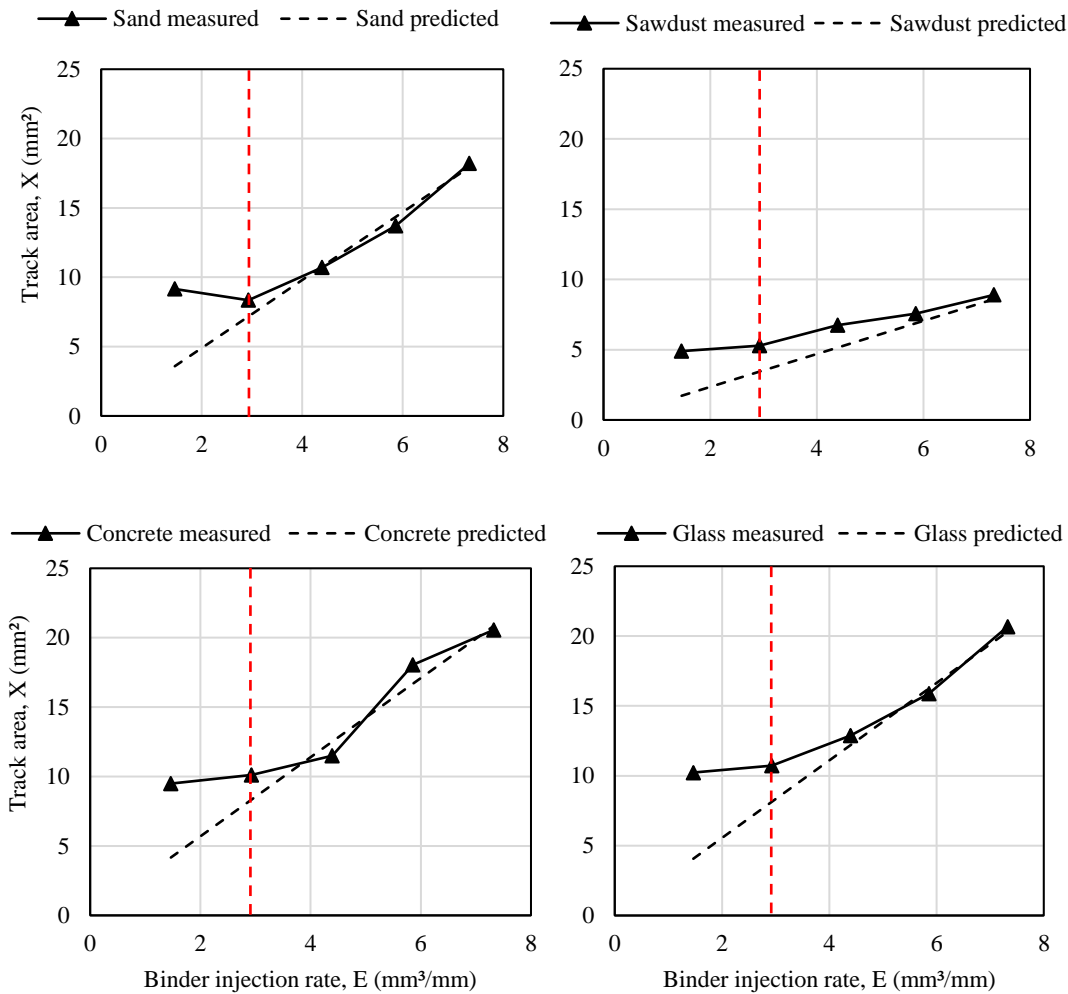 Sand measured Sand predicted
25
20
15
10
5
0
0 2 4 6 8
Track area, X (mm²)
Sawdust measured Sawdust predicted
25
20
15
10
5
0
0 2 4 6 8
Concrete measured Concrete predicted
25
20
15
10
5
0
0 2 4 6 8
Track area, X (mm²)
Binder injection rate, E (mm³/mm)
Glass measured Glass predicted
25
20
15
10
5
0
0 2 4 6 8
Binder injection rate, E (mm³/mm)